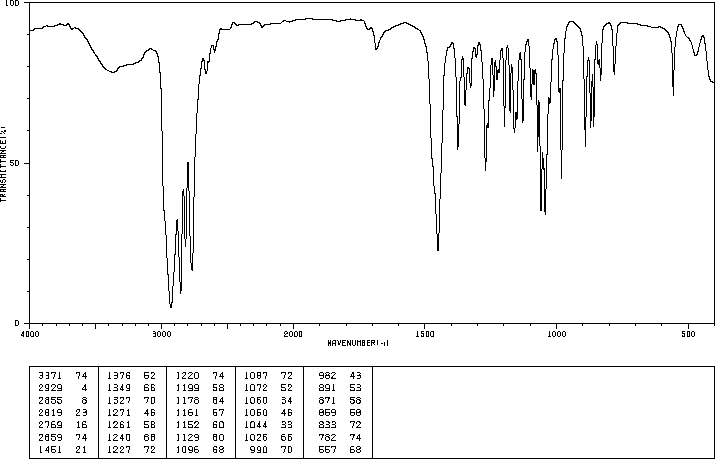 100
TRANSMITTANCE(%)
50
0
4000 3000 2000 1500 1000 500
WAVENUMBER(-1)
3371 74 1376 52 1220 74 1087 72 982 43
2929 4 1349 66 1199 58 1072 52 891 53
2855 8 1327 70 1178 64 1060 34 871 58
2819 23 1271 46 1161 57 1050 46 859 58
2769 16 1261 58 1152 60 1044 33 833 72
2659 74 1240 68 1129 60 1026 66 782 74
1451 21 1227 72 1096 68 990 70 557 68